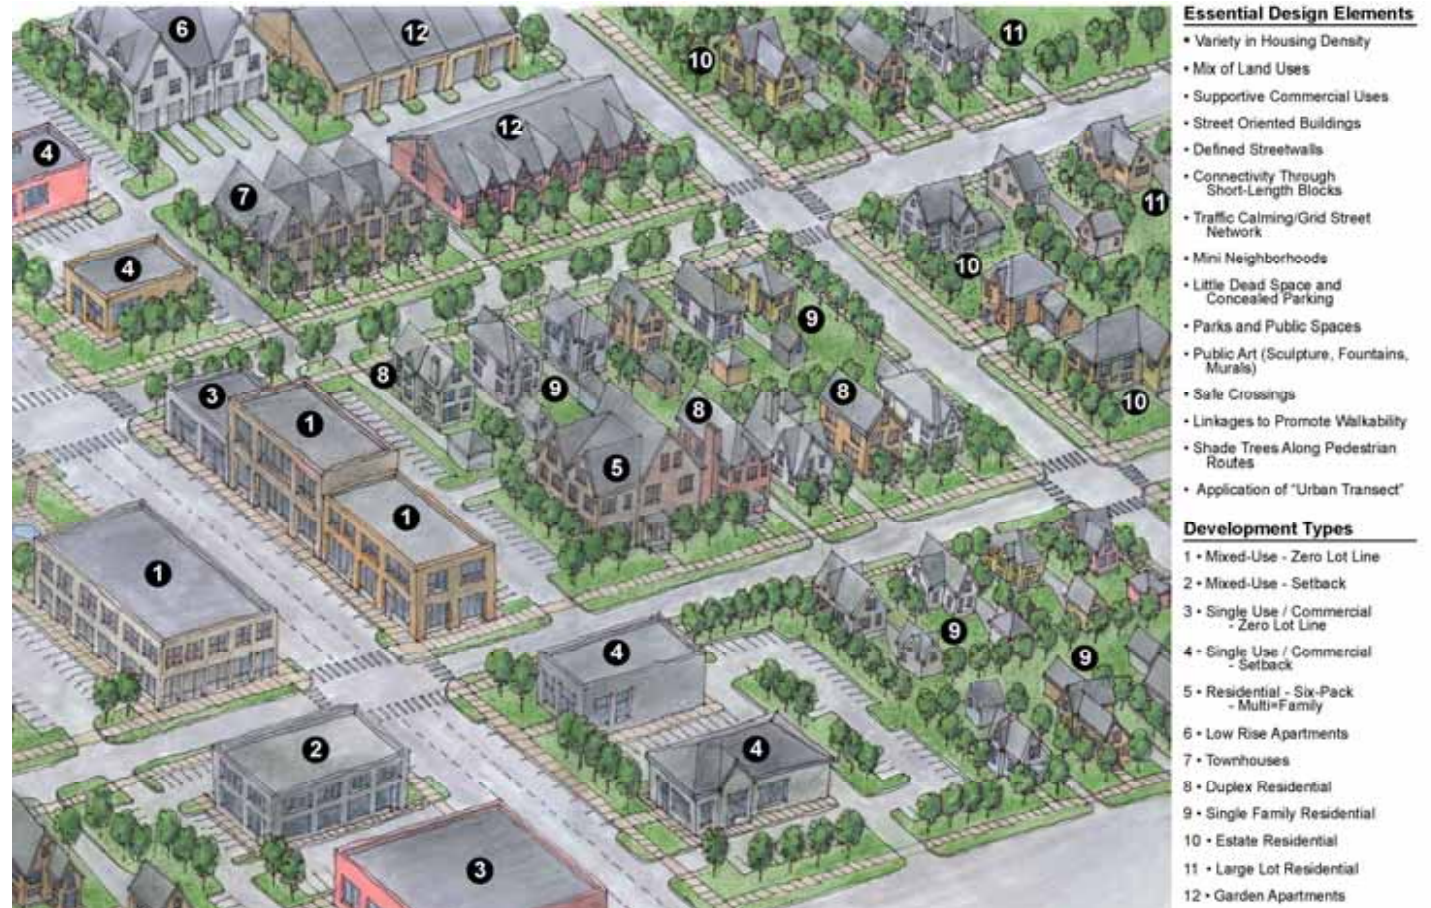 6
12
10
11
12
4
7
11
4
10
9
8
9
8
8
10
3
1
5
1
1
9
4
9
2
4
3
Essential Design Elements
• Variety in Housing Density
• Mix of Land Uses
• Supportive Commercial Uses
• Street Oriented Buildings
• Defined Streetwalls
• Connectivity Through
Short-Length Blocks
• Traffic Calming/Grid Street
Network
• Mini Neighborhoods
• Little Dead Space and
Concealed Parking
• Parks and Public Spaces
• Public Art (Sculpture, Fountains,
Murals)
• Safe Crossings
• Linkages to Promote Walkability
• Shade Trees Along Pedestrian
Routes
• Application of "Urban Transect"
Development Types
1 • Mixed-Use - Zero Lot Line
2 • Mixed-Use - Setback
3 • Single Use / Commercial
- Zero Lot Line
4 - Single Use / Commercial
- Setback
5 • Residential - Six-Pack
- Multi=Family
6 • Low Rise Apartments
7 • Townhouses
8 • Duplex Residential
9 • Single Family Residential
10 • Estate Residential
11 • Large Lot Residential
12 • Garden Apartments